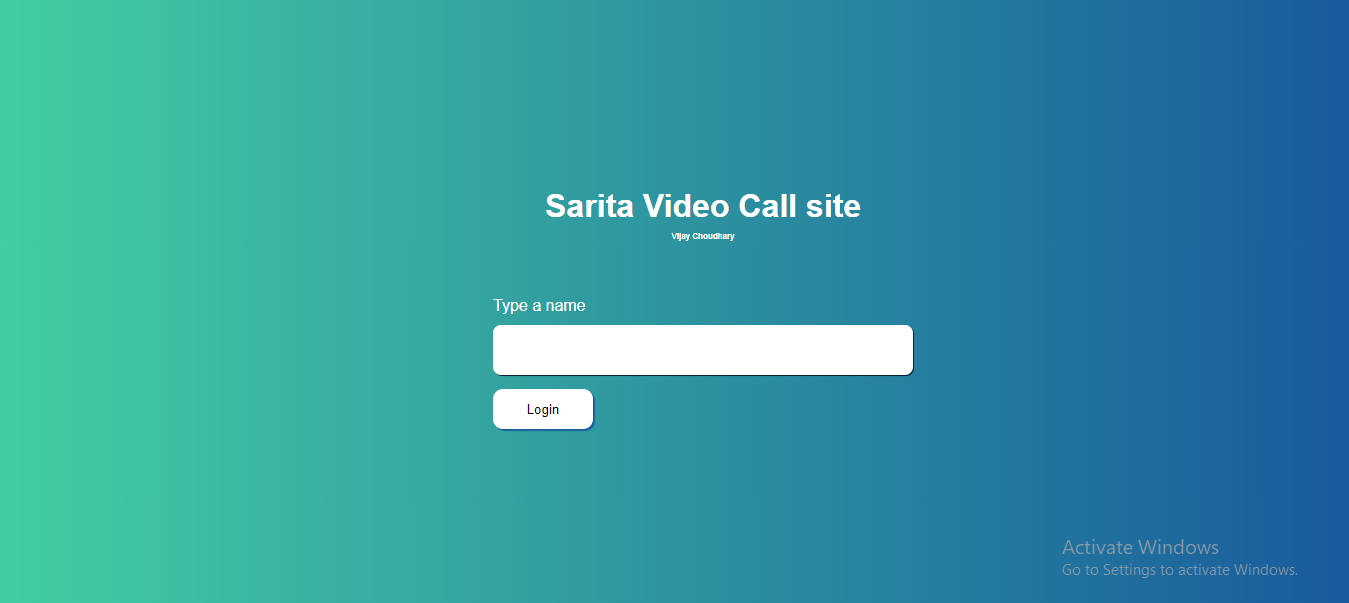 Sarita Video Call site
Vijay Choudhary
Type a name
Login
Activate Windows
Go to Settings to activate Windows.